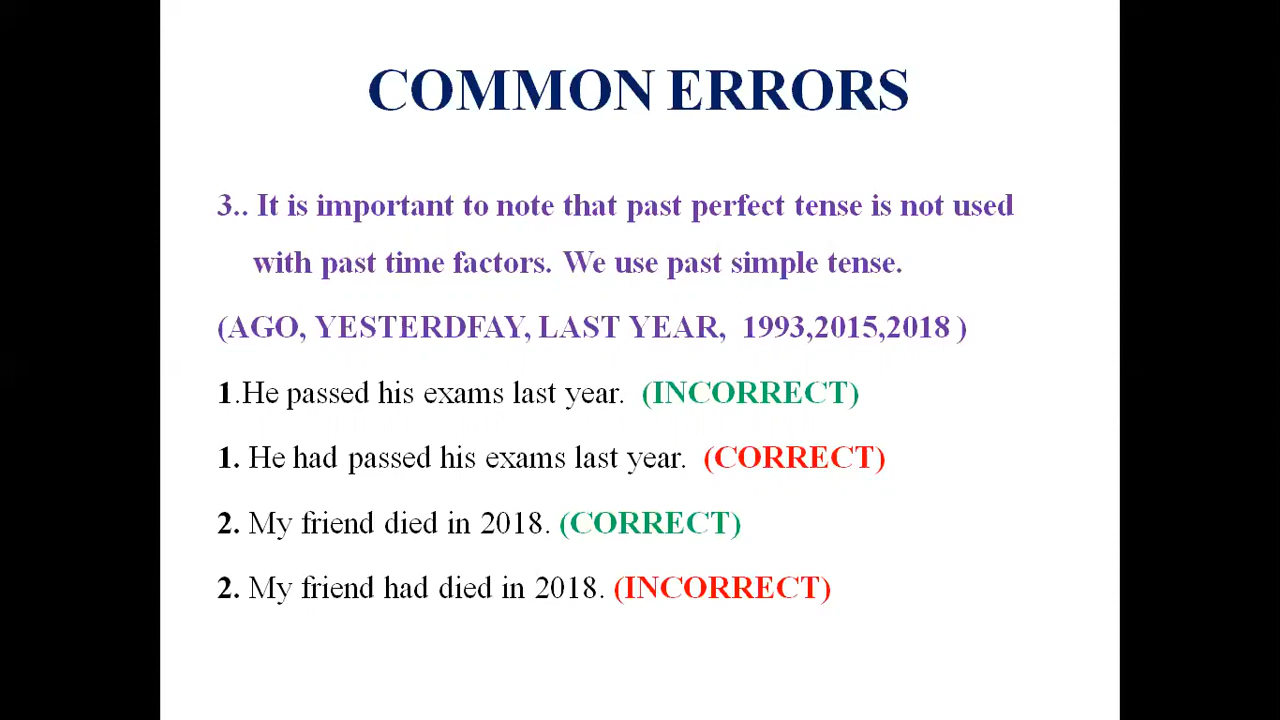 COMMON ERRORS
3.. It is important to note that past perfect tense is not used
with past time factors. We use past simple tense.
(AGO, YESTERDFAY, LAST YEAR, 1993,2015,2018 )
1.He passed his exams last year. (INCORRECT)
1. He had passed his exams last year. (CORRECT)
2. My friend died in 2018. (CORRECT)
2. My friend had died in 2018. (INCORRECT)